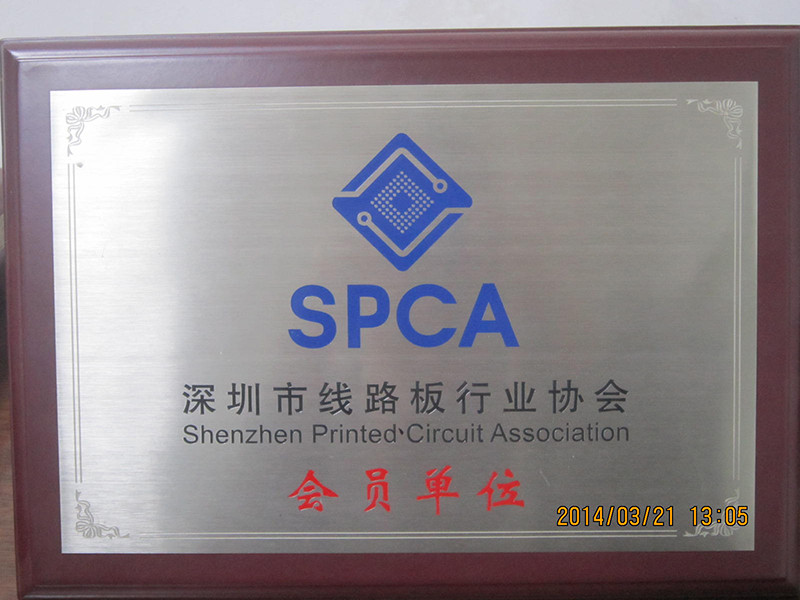 SPCA
深圳市线路板行业协会
Shenzhen Printed Circuit Association
会员单位
2014/03/21 13:05